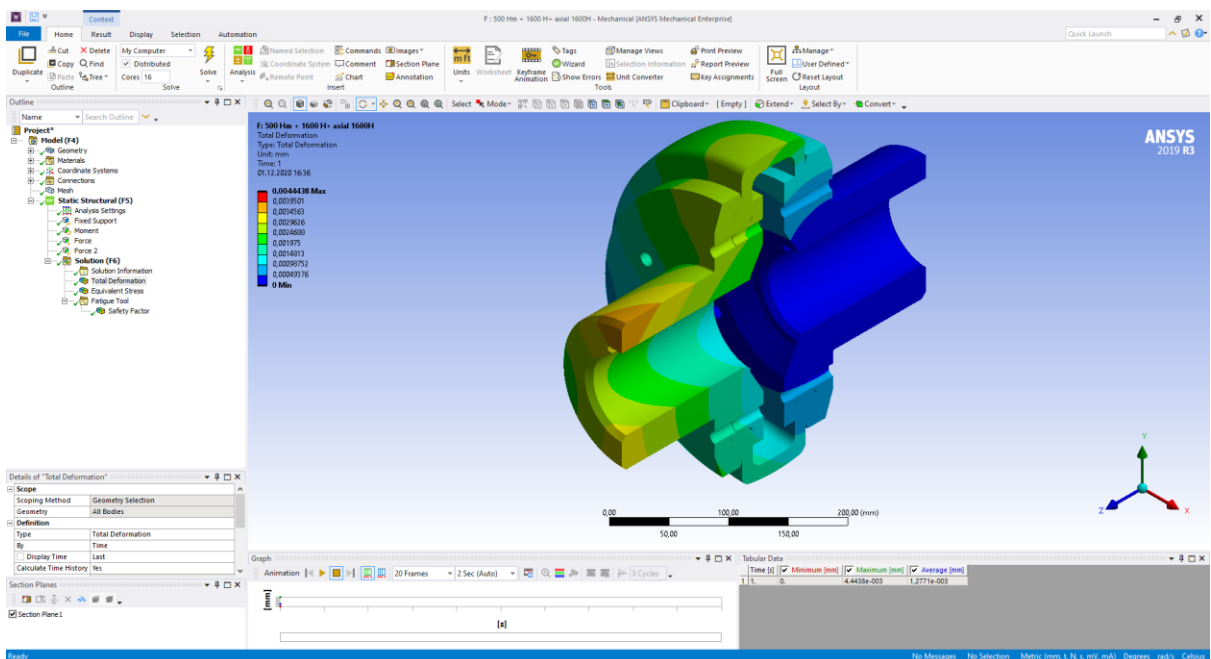 F : 500 Hm + 1600 H+ axial 1600H - Mechanical [ANSYS Mechanical Enterprise]
Context
File Home Result Display Selection Automation
Quick Launch
Duplicate
Cut
Copy
Paste
Delete
Find
Tree
Outline
My Computer
Distributed
Cores 16
Solve
Solve
Analysis
Named Selection
Coordinate System
Remote Point
Commands
Comment
Chart
Images
Section Plane
Annotation
Insert
Units
Worksheet
Keyframe
Animation
Tags
Wizard
Show Errors
Manage Views
Selection Information
Unit Converter
Print Preview
Report Preview
Key Assignments
Tools
Full
Screen
Manage
User Defined
Reset Layout
Layout
Outline
Name
Search Outline
Select Mode Clipboard [Empty] Extend Select By Convert
Project*
Model (F4)
Geometry
Materials
Coordinate Systems
Connections
Mesh
Static Structural (F5)
Analysis Settings
Fixed Support
Moment
Force
Force 2
Solution (F6)
Solution Information
Total Deformation
Equivalent Stress
Fatigue Tool
Safety Factor
F: 500 Hm + 1600 H+ axial 1600H
Total Deformation
Type: Total Deformation
Unit: mm
Time: 1
01.12.2020 16:36
0,0044438 Max
0,0039501
0,0034563
0,0029626
0,0024688
0,001975
0,0014813
0,00098752
0,00049376
0 Min
ANSYS
2019 R3
Y
Z
X
0,00 100,00 200,00 (mm)
50,00 150,00
Details of "Total Deformation"
Scope
Scoping Method Geometry Selection
Geometry All Bodies
Definition
Type Total Deformation
By Time
Display Time Last
Calculate Time History Yes
Section Planes
Section Plane 1
Graph
Animation 20 Frames 2 Sec (Auto) 3 Cycles
[mm]
[s]
Tabular Data
Time [s] Minimum [mm] Maximum [mm] Average [mm]
1 1, 0, 4,4438e-003 1,2771e-003
Ready
No Messages No Selection Metric (mm, t, N, s, mV, mA) Degrees rad/s Celsius